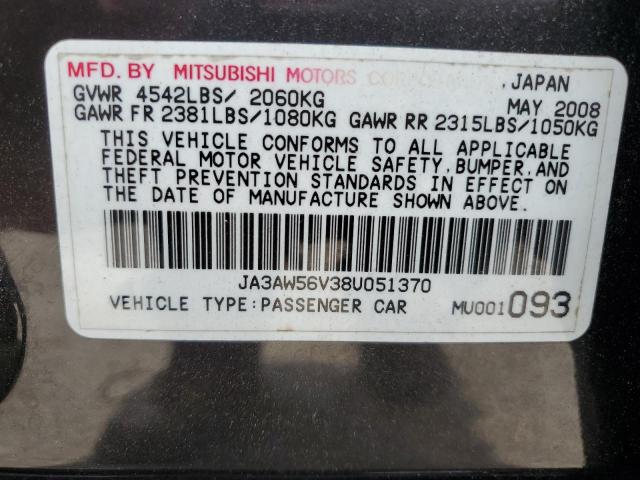 MFD. BY MITSUBISHI MOTORS CORPORATION, JAPAN
GVWR 4542LBS/ 2060KG MAY 2008
GAWR FR 2381LBS/1080KG GAWR RR 2315LBS/1050KG
THIS VEHICLE CONFORMS TO ALL APPLICABLE
FEDERAL MOTOR VEHICLE SAFETY,BUMPER,AND
THEFT PREVENTION STANDARDS IN EFFECT ON
THE DATE OF MANUFACTURE SHOWN ABOVE.
JA3AW56V38U051370
VEHICLE TYPE:PASSENGER CAR MU001093